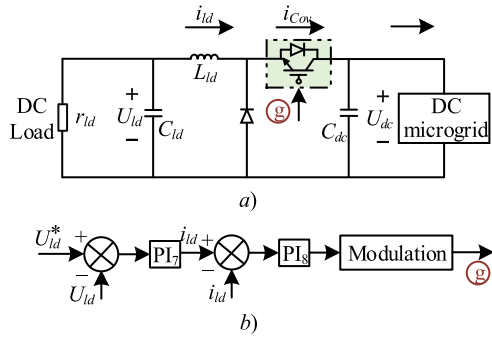 i_ld i_Cov
L_ld
DC Load r_ld + U_ld − C_ld g C_dc + U_dc − DC microgrid
a)
U*_ld + − U_ld PI_7 i_ld + − i_ld PI_8 Modulation g
b)